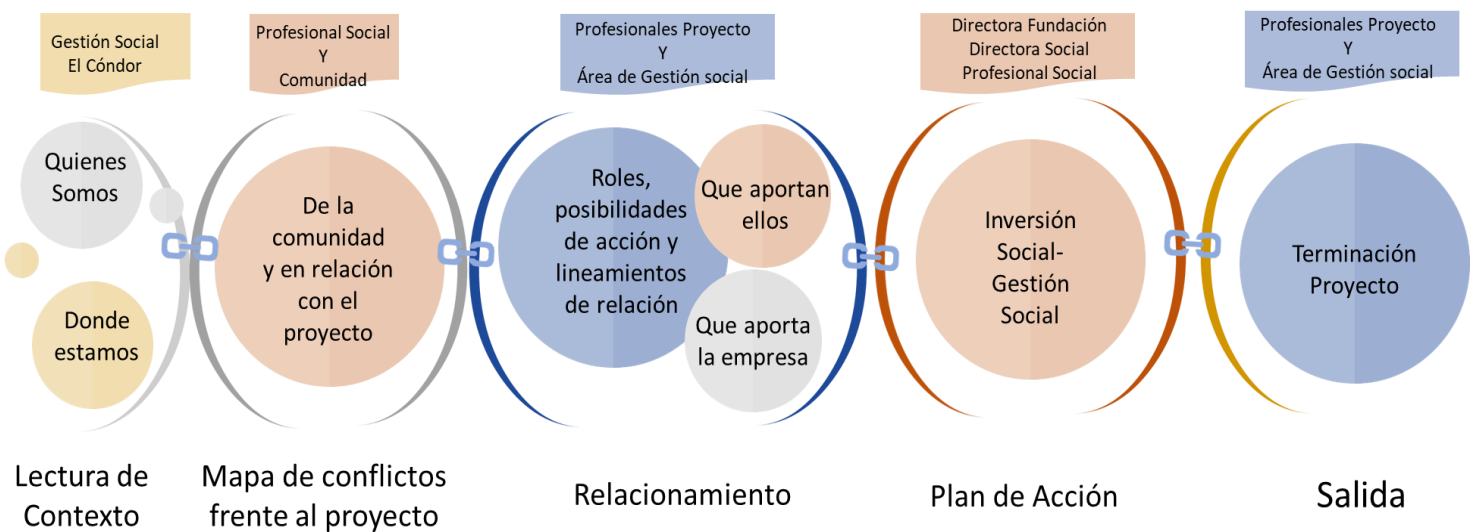 Gestión Social
El Cóndor
Profesional Social
Y
Comunidad
Profesionales Proyecto
Y
Área de Gestión social
Directora Fundación
Directora Social
Profesional Social
Profesionales Proyecto
Y
Área de Gestión social
Quienes
Somos
Donde
estamos
De la
comunidad
y en relación
con el
proyecto
Roles,
posibilidades
de acción y
lineamientos
de relación
Que aportan
ellos
Que aporta
la empresa
Inversión
Social-
Gestión
Social
Terminación
Proyecto
Lectura de
Contexto
Mapa de conflictos
frente al proyecto
Relacionamiento
Plan de Acción
Salida